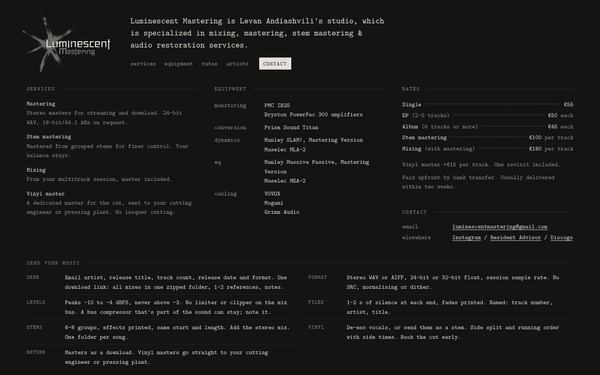 Luminescent
Mastering
Luminescent Mastering is Levan Andiashvili's studio, which
is specialized in mixing, mastering, stem mastering &
audio restoration services.
services equipment rates artists CONTACT
SERVICES
Mastering
Stereo masters for streaming and download. 24-bit
WAV, 16-bit/44.1 kHz on request.
Stem mastering
Mastered from grouped stems for finer control. Your
balance stays.
Mixing
From your multitrack session, master included.
Vinyl master
A dedicated master for the cut, sent to your cutting
engineer or pressing plant. No lacquer cutting.
EQUIPMENT
monitoring PMC IB2S
Bryston PowerPac 300 amplifiers
conversion Prism Sound Titan
dynamics Manley SLAM!, Mastering Version
Maselec MLA-2
eq Manley Massive Passive, Mastering
Version
Maselec MEA-2
cabling VOVOX
Mogami
Grimm Audio
RATES
Single €55
EP (2-5 tracks) €50 each
Album (6 tracks or more) €45 each
Stem mastering €100 per track
Mixing (with mastering) €180 per track
Vinyl master +€15 per track. One revisit included.
Paid upfront by bank transfer. Usually delivered
within two weeks.
CONTACT
email luminescentmastering@gmail.com
elsewhere Instagram / Resident Advisor / Discogs
SEND YOUR MUSIC
SEND Email artist, release title, track count, release date and format. One
download link: all mixes in one zipped folder, 1-2 references, notes.
LEVELS Peaks -10 to -4 dBFS, never above -3. No limiter or clipper on the mix
bus. A bus compressor that's part of the sound can stay; note it.
STEMS 6-8 groups, effects printed, same start and length. Add the stereo mix.
One folder per song.
RETURN Masters as a download. Vinyl masters go straight to your cutting
engineer or pressing plant.
FORMAT Stereo WAV or AIFF, 24-bit or 32-bit float, session sample rate. No
SRC, normalising or dither.
FILES 1-2 s of silence at each end, fades printed. Named: track number,
artist, title.
VINYL De-ess vocals, or send them as a stem. Side split and running order
with side times. Book the cut early.